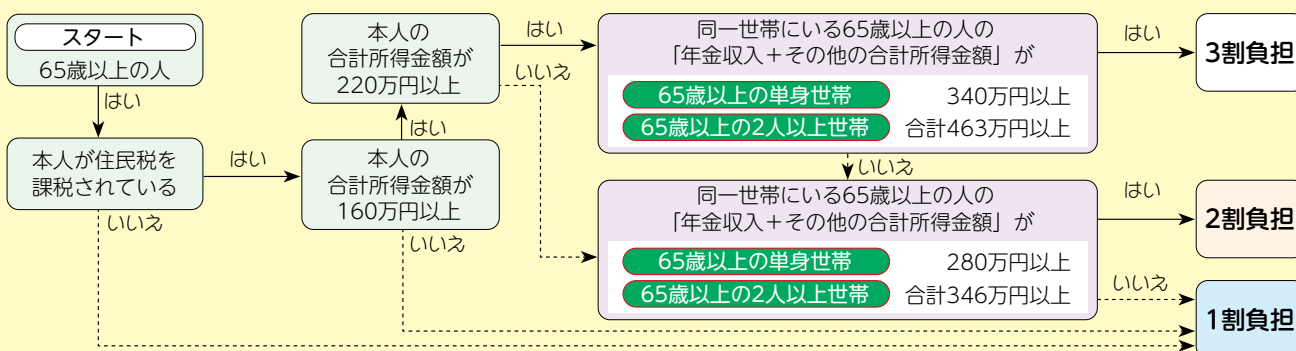 スタート
65歳以上の人
はい
本人が住民税を
課税されている
はい
いいえ
本人の
合計所得金額が
160万円以上
はい
いいえ
本人の
合計所得金額が
220万円以上
はい
いいえ
同一世帯にいる65歳以上の人の
「年金収入+その他の合計所得金額」が
65歳以上の単身世帯 340万円以上
65歳以上の2人以上世帯 合計463万円以上
はい
いいえ
3割負担
同一世帯にいる65歳以上の人の
「年金収入+その他の合計所得金額」が
65歳以上の単身世帯 280万円以上
65歳以上の2人以上世帯 合計346万円以上
はい
いいえ
2割負担
1割負担